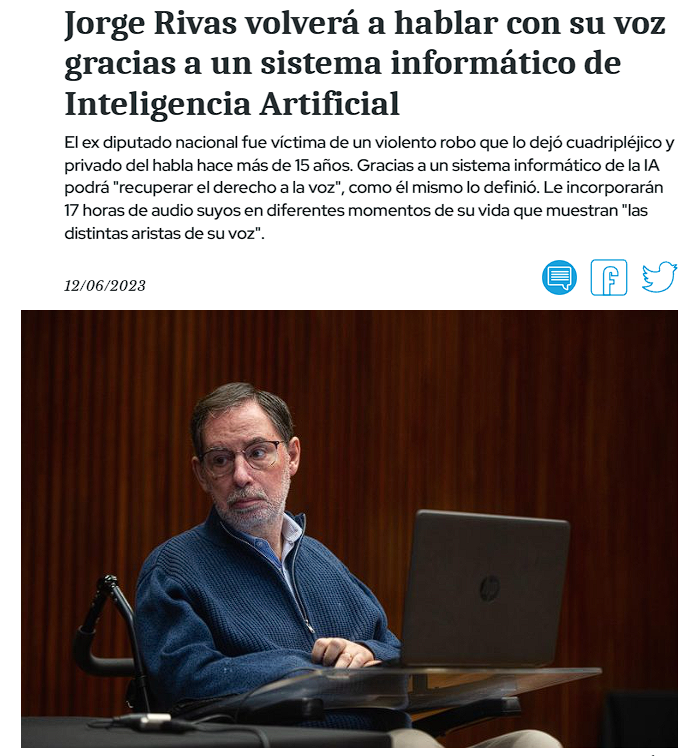 Jorge Rivas volverá a hablar con su voz
gracias a un sistema informático de
Inteligencia Artificial
El ex diputado nacional fue víctima de un violento robo que lo dejó cuadripléjico y
privado del habla hace más de 15 años. Gracias a un sistema informático de la IA
podrá "recuperar el derecho a la voz", como él mismo lo definió. Le incorporarán
17 horas de audio suyos en diferentes momentos de su vida que muestran "las
distintas aristas de su voz".
12/06/2023
hp